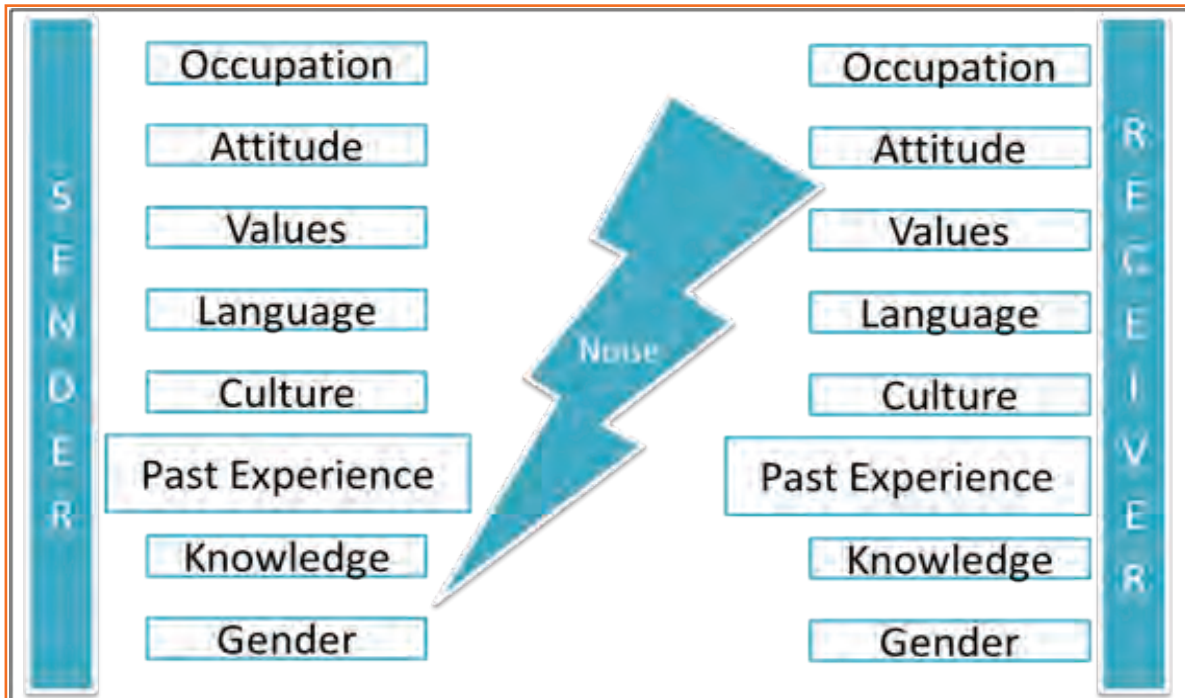 SENDER
Occupation
Attitude
Values
Language
Culture
Past Experience
Knowledge
Gender
Noise
Occupation
Attitude
Values
Language
Culture
Past Experience
Knowledge
Gender
RECEIVER